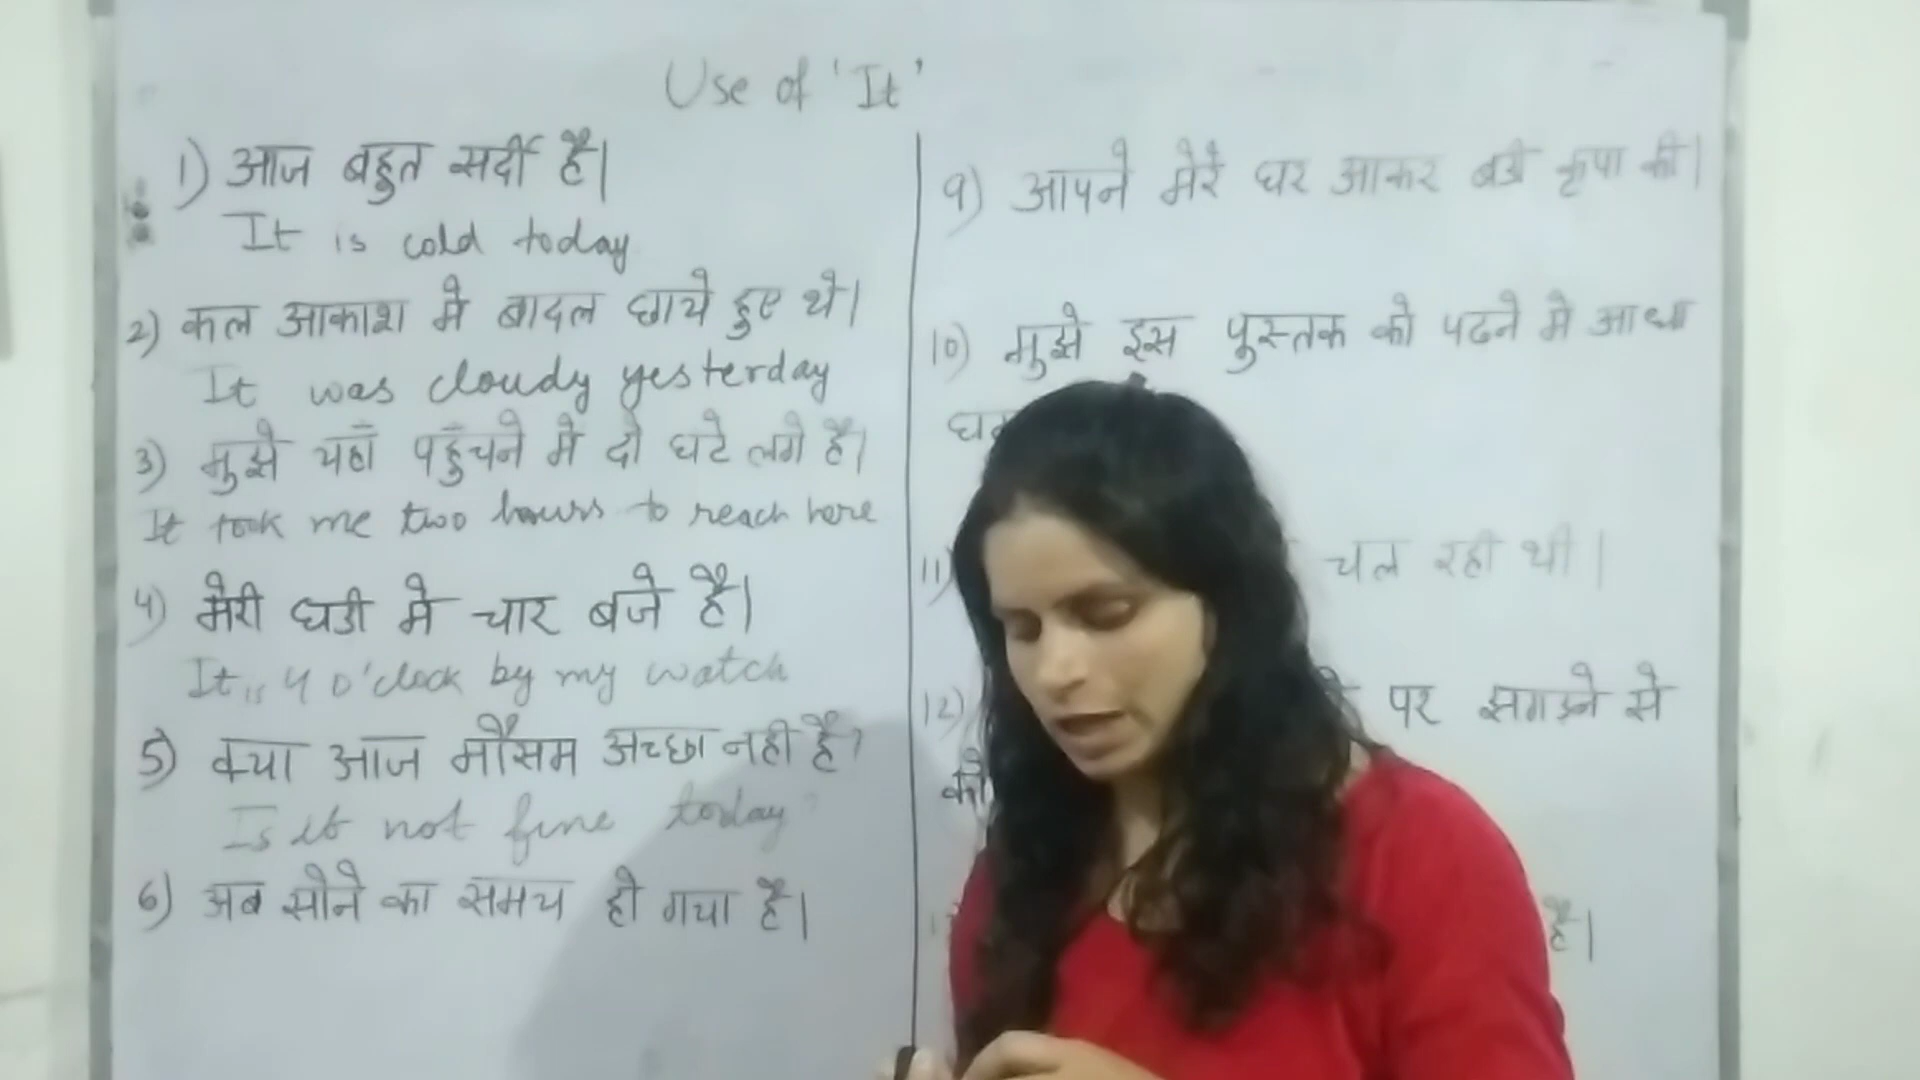 Use of 'It'
1) आज बहुत सर्दी है।
It is cold today
2) कल आकाश मे बादल छाये हुए थे।
It was cloudy yesterday
3) मुझे यहाँ पहुँचने मे दो घटे लगे है।
It took me two hours to reach here
4) मेरी घडी मे चार बजे है।
It is 4 o'clock by my watch
5) क्या आज मौसम अच्छा नही है?
Is it not fine today?
6) अब सोने का समय हो गया है।
9) आपने मेरे घर आकर बडी कृपा की।
10) मुझे इस पुस्तक को पढने मे आधा
11) चल रही थी।
12) पर झगडने से
है।